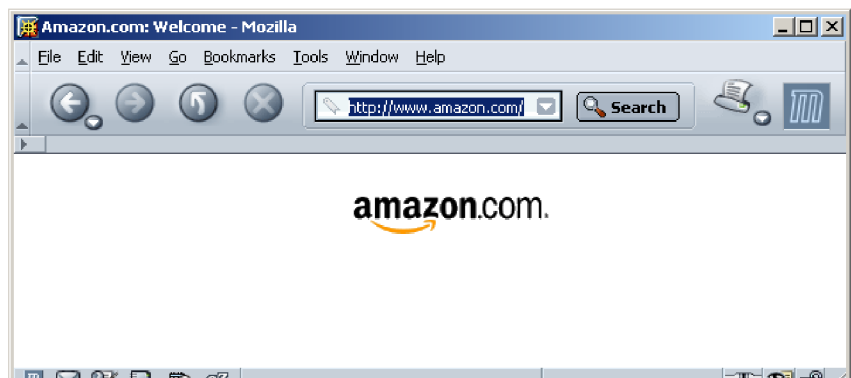 Amazon.com: Welcome - Mozilla
File Edit View Go Bookmarks Tools Window Help
http://www.amazon.com/ Search
amazon.com.